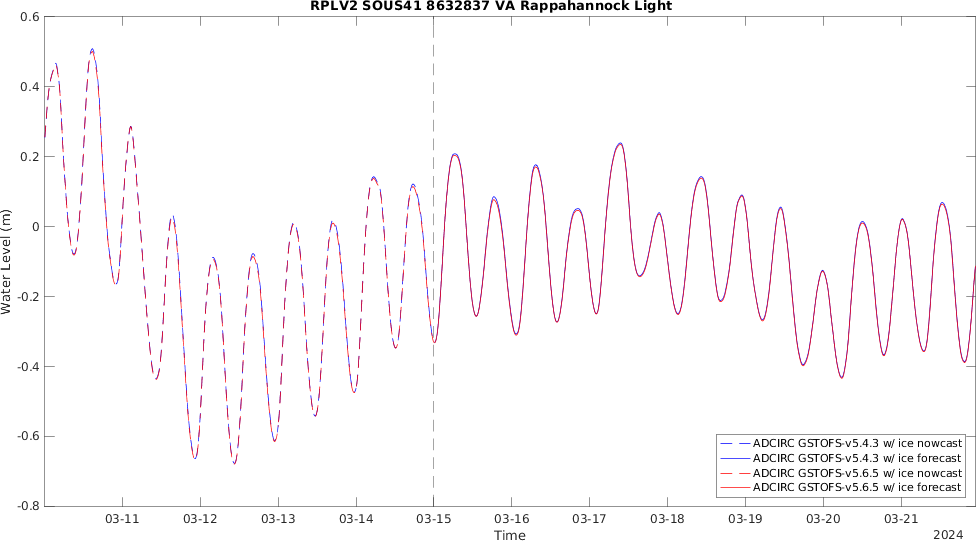 RPLV2 SOUS41 8632837 VA Rappahannock Light
0.6
0.4
0.2
0
-0.2
-0.4
-0.6
-0.8
Water Level (m)
ADCIRC GSTOFS-v5.4.3 w/ ice nowcast
ADCIRC GSTOFS-v5.4.3 w/ ice forecast
ADCIRC GSTOFS-v5.6.5 w/ ice nowcast
ADCIRC GSTOFS-v5.6.5 w/ ice forecast
03-11 03-12 03-13 03-14 03-15 03-16 03-17 03-18 03-19 03-20 03-21
Time
2024